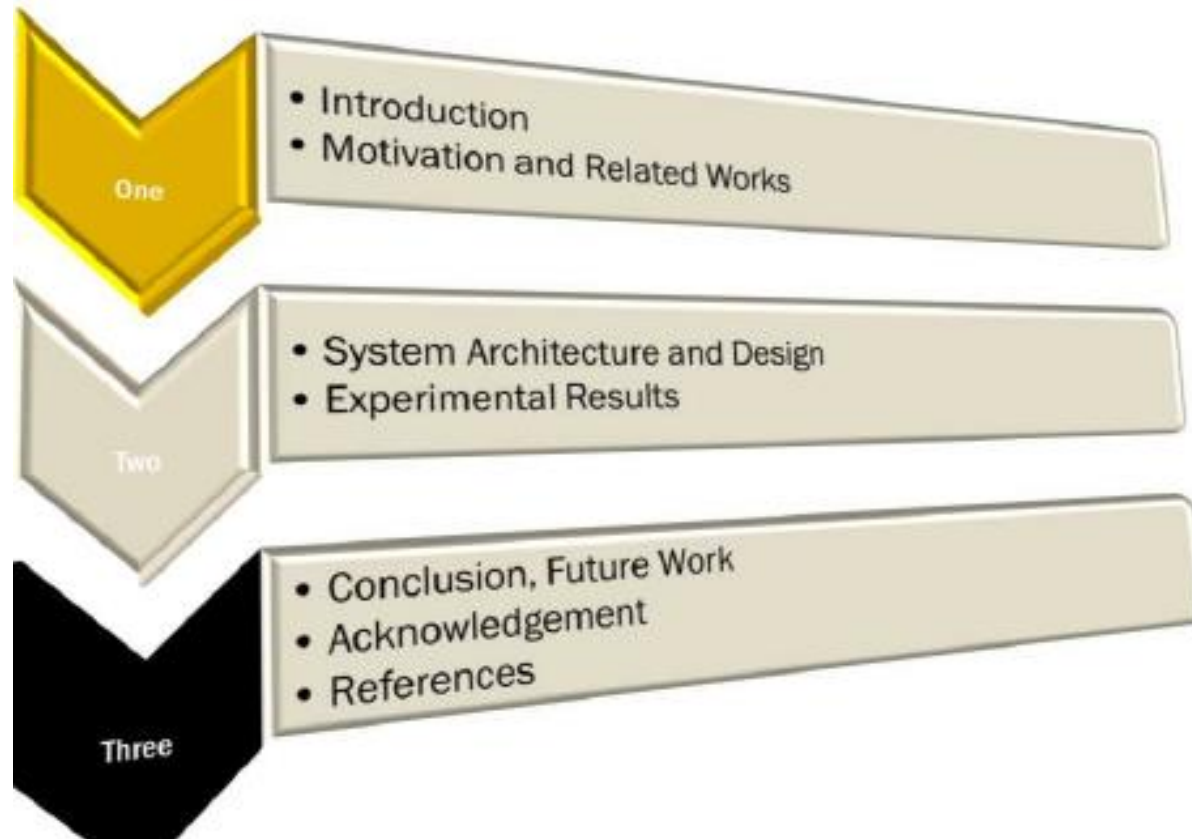 One
• Introduction
• Motivation and Related Works
Two
• System Architecture and Design
• Experimental Results
Three
• Conclusion, Future Work
• Acknowledgement
• References